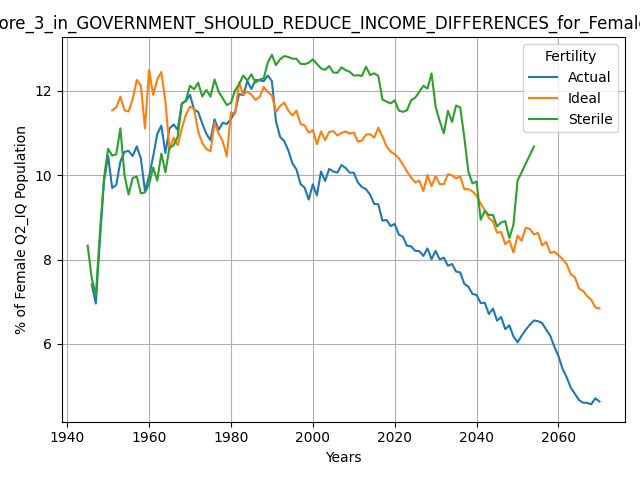 ore_3_in_GOVERNMENT_SHOULD_REDUCE_INCOME_DIFFERENCES_for_Female
Fertility
Actual
Ideal
Sterile
% of Female Q2_IQ Population
12
10
8
6
1940 1960 1980 2000 2020 2040 2060
Years